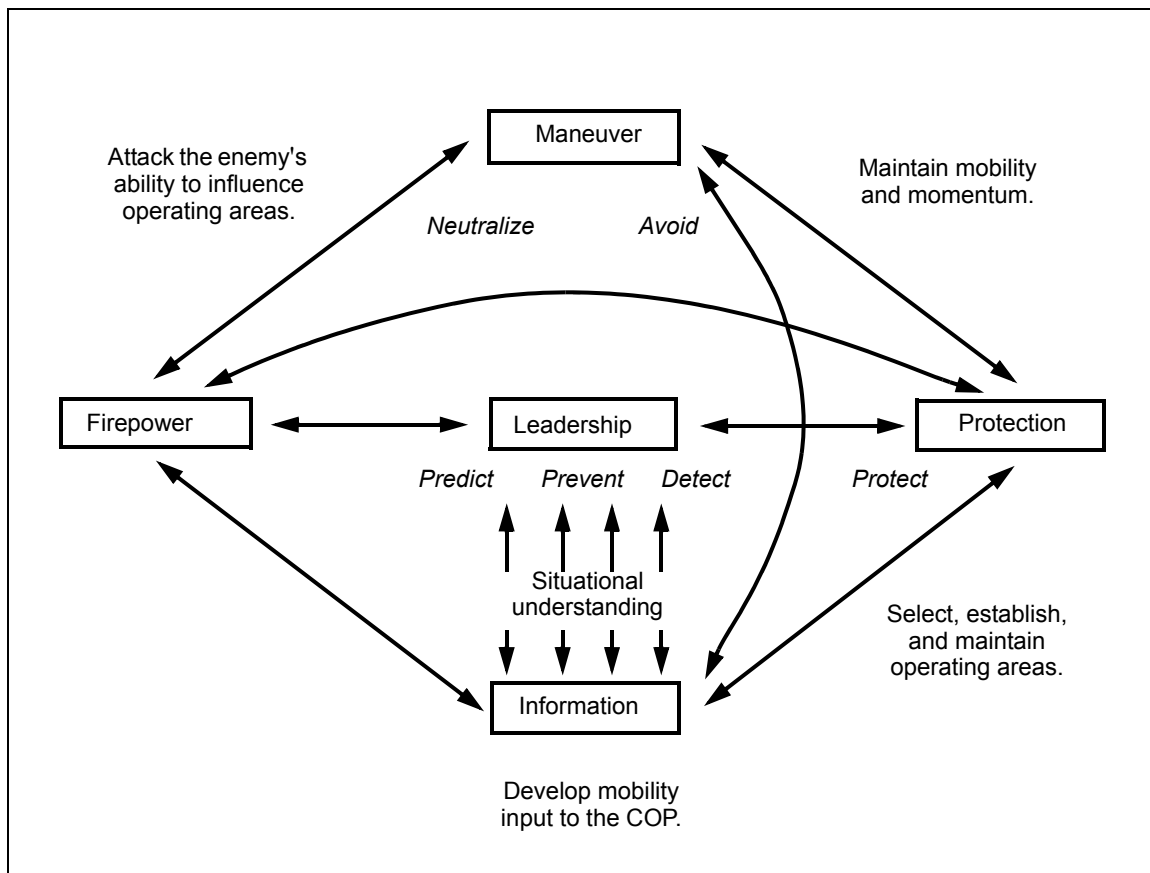 Maneuver
Attack the enemy's
ability to influence
operating areas.
Maintain mobility
and momentum.
Neutralize
Avoid
Firepower
Leadership
Protection
Predict
Prevent
Detect
Protect
Situational
understanding
Select, establish,
and maintain
operating areas.
Information
Develop mobility
input to the COP.